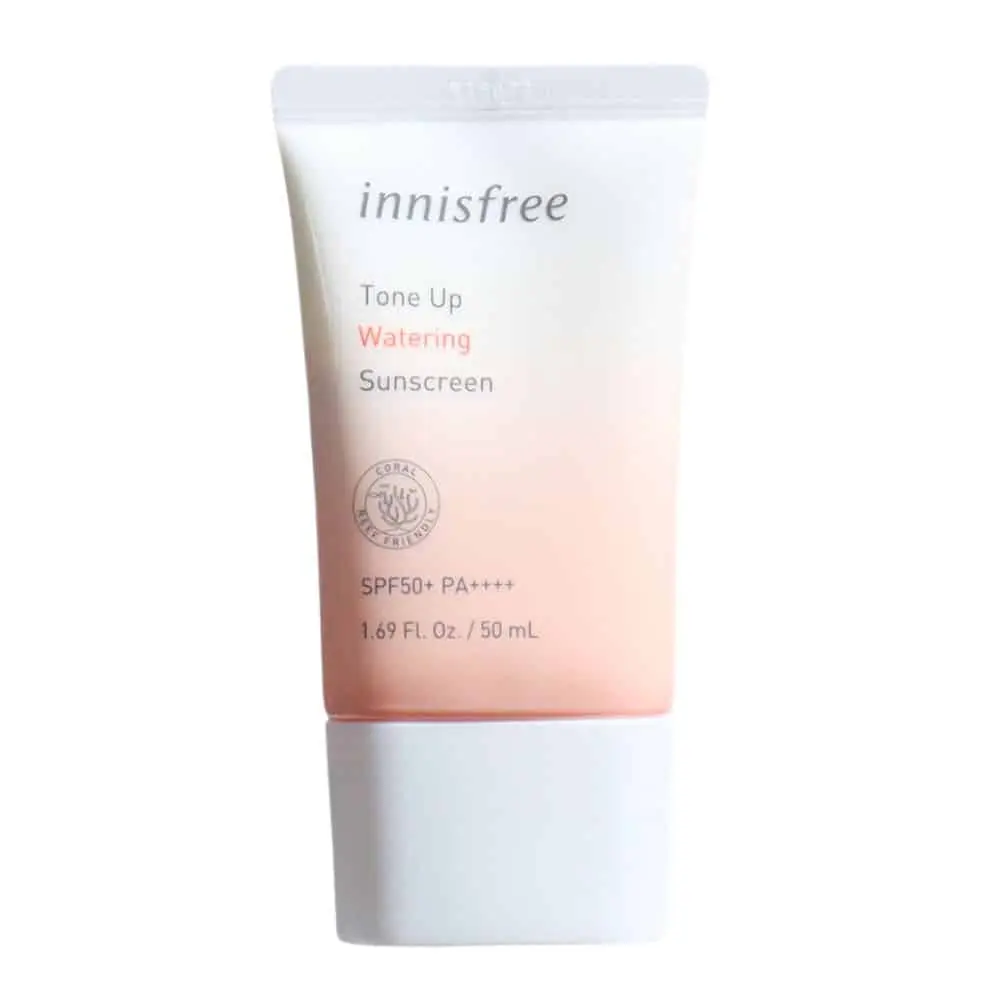 innisfree
Tone Up
Watering
Sunscreen
CORAL
REEF FRIENDLY
SPF50+ PA++++
1.69 Fl. Oz. / 50 mL